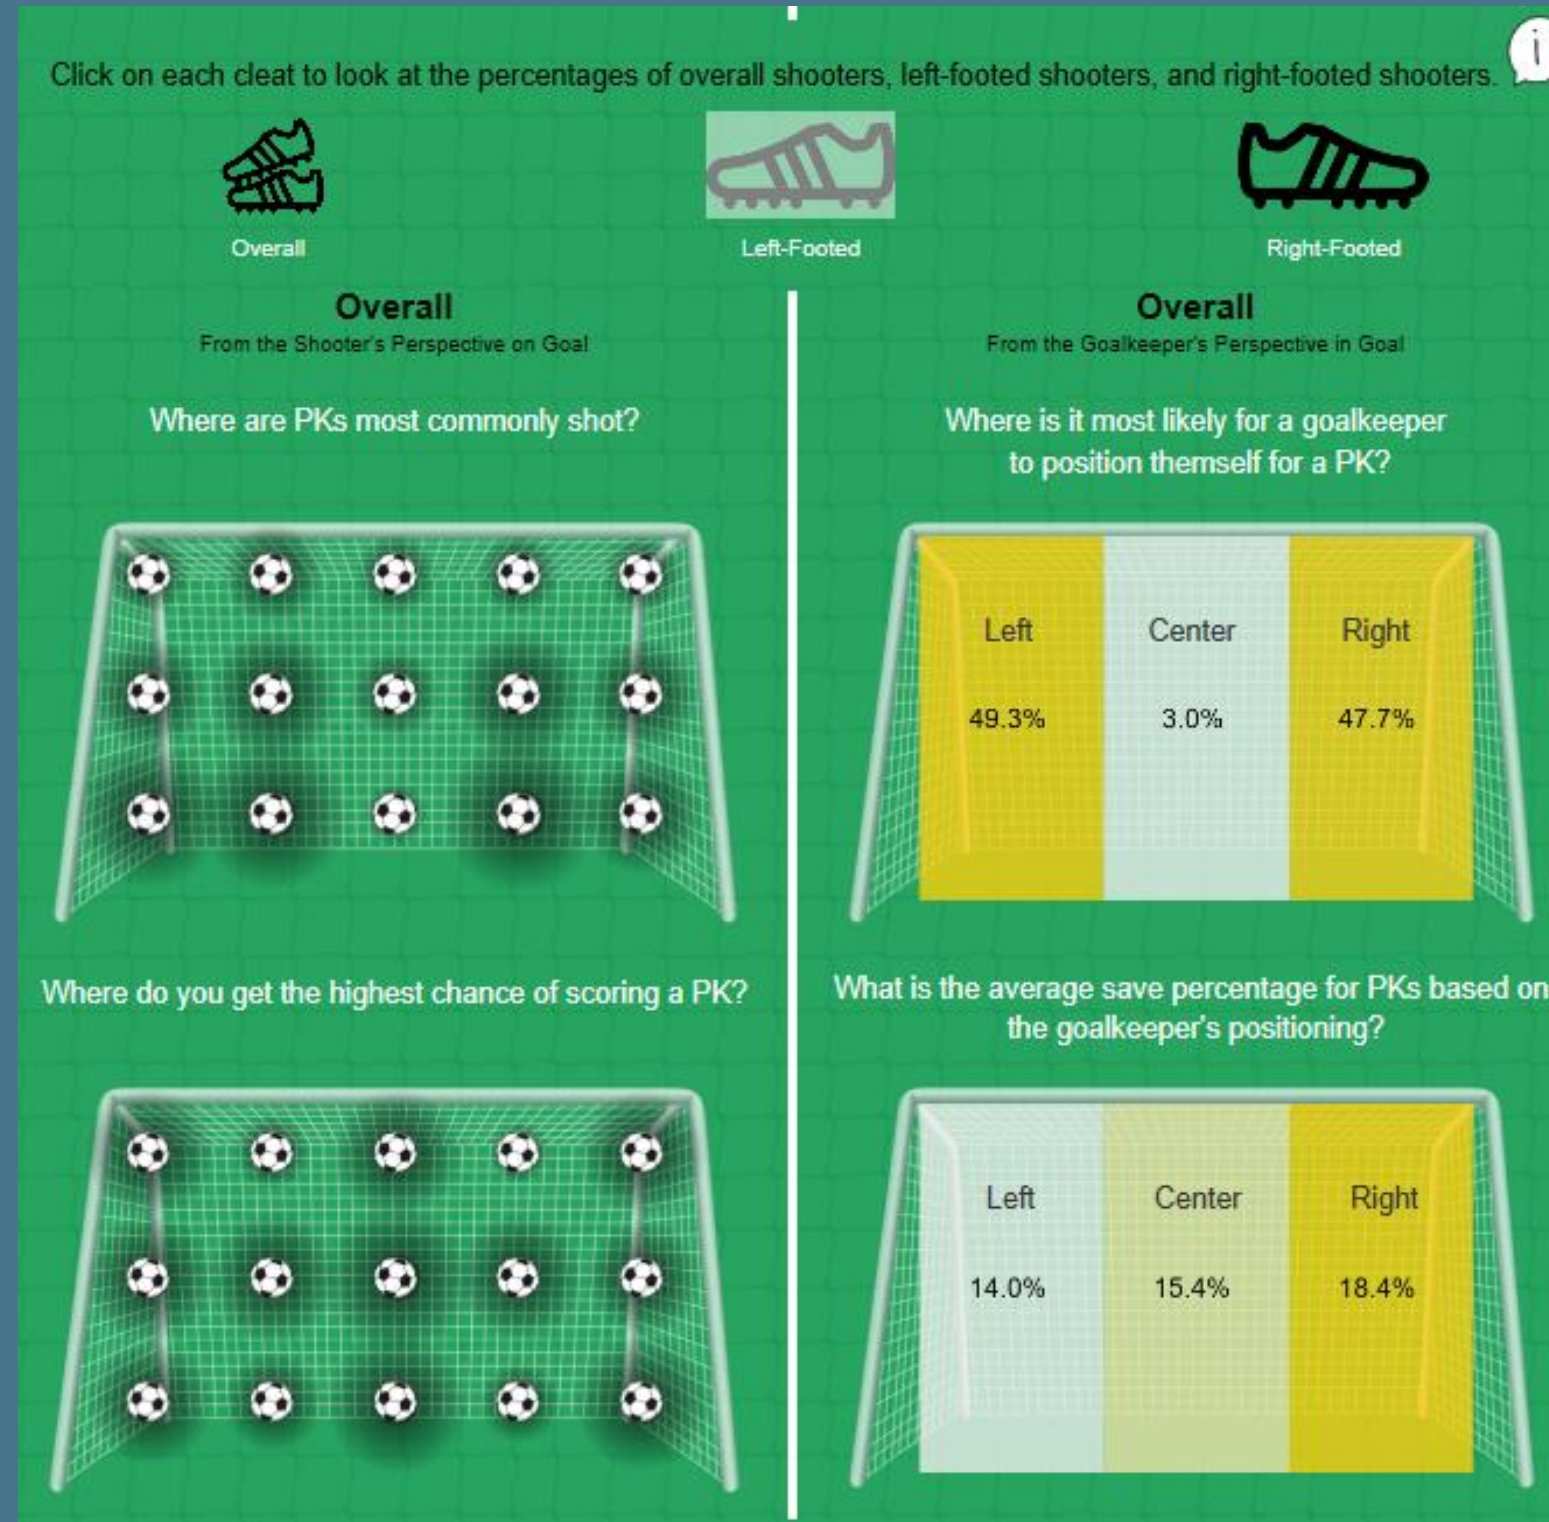 Click on each cleat to look at the percentages of overall shooters, left-footed shooters, and right-footed shooters.
i
Overall
Left-Footed
Right-Footed
Overall
From the Shooter's Perspective on Goal
Where are PKs most commonly shot?
Where do you get the highest chance of scoring a PK?
Overall
From the Goalkeeper's Perspective in Goal
Where is it most likely for a goalkeeper
to position themself for a PK?
Left Center Right
49.3% 3.0% 47.7%
What is the average save percentage for PKs based on
the goalkeeper's positioning?
Left Center Right
14.0% 15.4% 18.4%